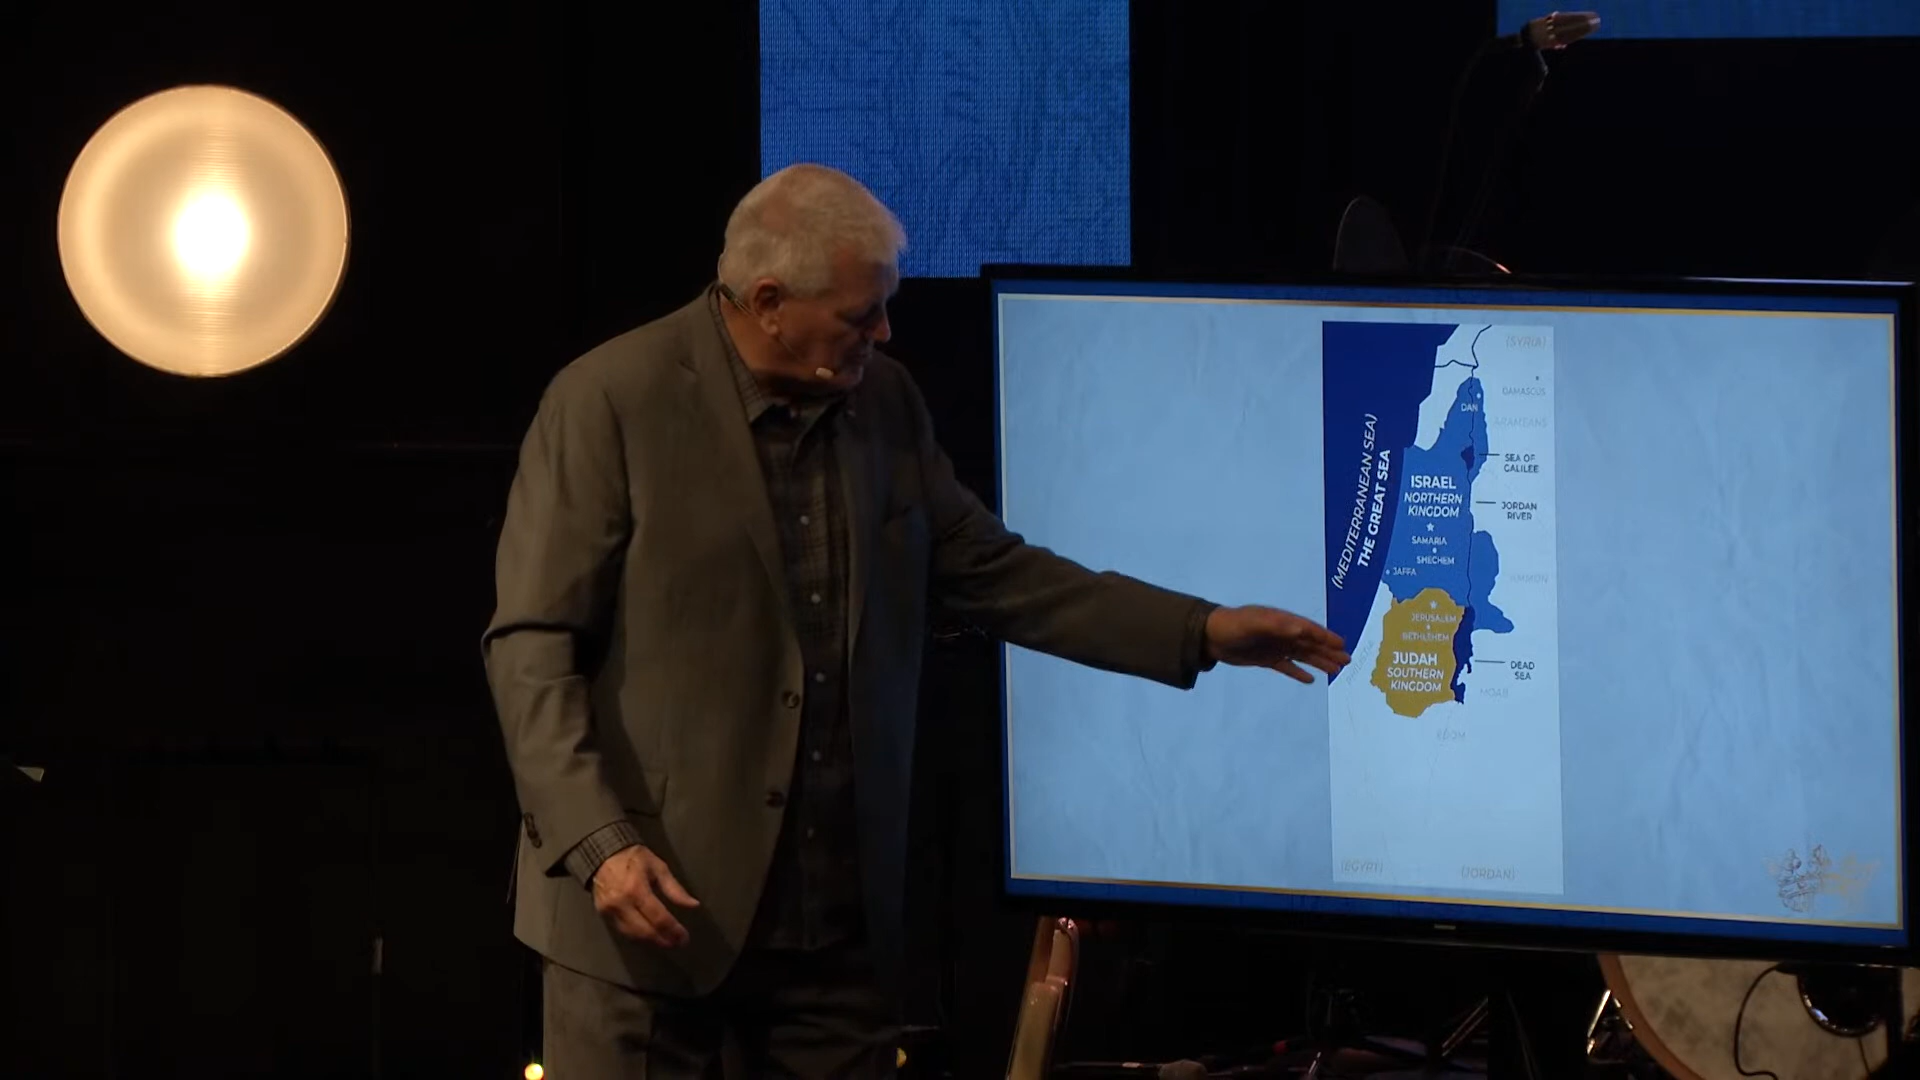 (SYRIA)
DAMASCUS
DAN
ARAMEANS
(MEDITERRANEAN SEA)
THE GREAT SEA
SEA OF
GALILEE
ISRAEL
NORTHERN
KINGDOM
JORDAN
RIVER
SAMARIA
SHECHEM
JAFFA
AMMON
JERUSALEM
BETHLEHEM
JUDAH
SOUTHERN
KINGDOM
DEAD
SEA
MOAB
EDOM
(EGYPT)
(JORDAN)